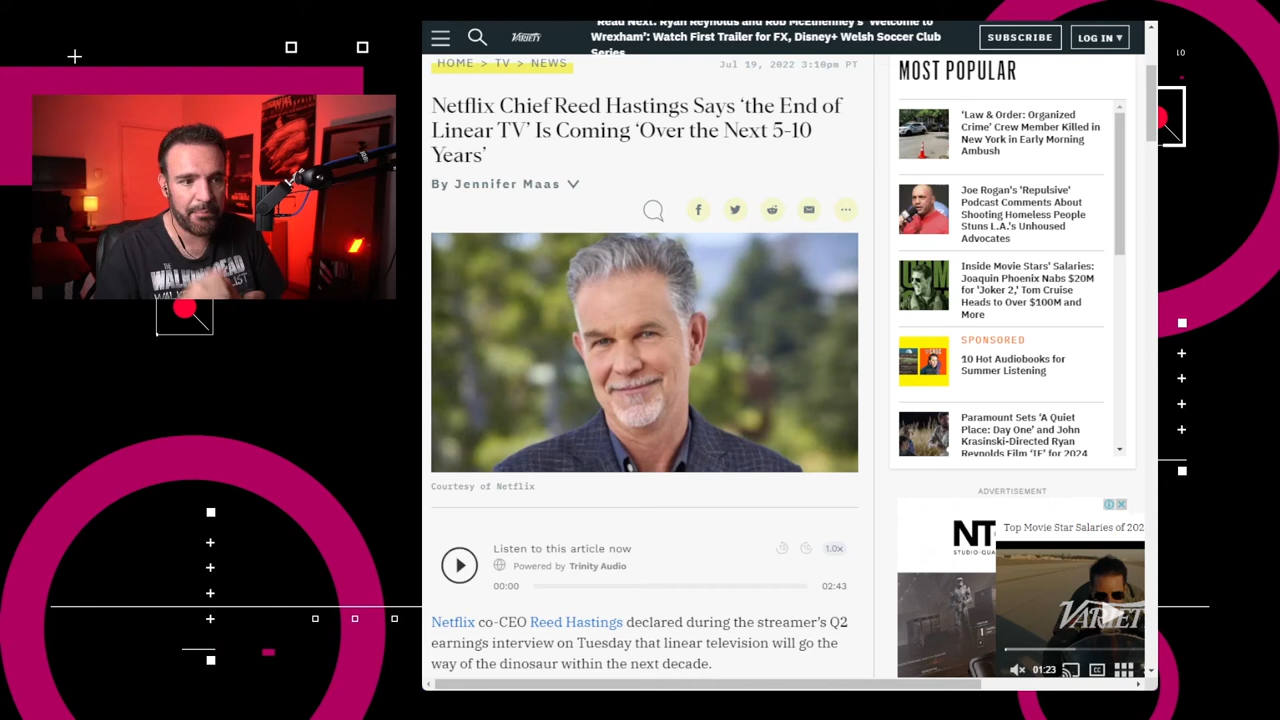 Read Next: Ryan Reynolds and Rob McElhenney's 'Welcome to
Wrexham': Watch First Trailer for FX, Disney+ Welsh Soccer Club
Series
VARIETY
SUBSCRIBE
LOG IN
HOME > TV > NEWS
Jul 19, 2022 3:10pm PT
Netflix Chief Reed Hastings Says ‘the End of
Linear TV’ Is Coming ‘Over the Next 5-10
Years’
By Jennifer Maas
Courtesy of Netflix
Listen to this article now
Powered by Trinity Audio
1.0x
00:00
02:43
Netflix co-CEO Reed Hastings declared during the streamer’s Q2
earnings interview on Tuesday that linear television will go the
way of the dinosaur within the next decade.
MOST POPULAR
‘Law & Order: Organized
Crime’ Crew Member Killed in
New York in Early Morning
Ambush
Joe Rogan's 'Repulsive'
Podcast Comments About
Shooting Homeless People
Stuns L.A.'s Unhoused
Advocates
Inside Movie Stars' Salaries:
Joaquin Phoenix Nabs $20M
for 'Joker 2,' Tom Cruise
Heads to Over $100M and
More
SPONSORED
10 Hot Audiobooks for
Summer Listening
Paramount Sets ‘A Quiet
Place: Day One’ and John
Krasinski-Directed Ryan
Reynolds Film ‘IF’ for 2024
ADVERTISEMENT
NT
STUDIO-QUA
Top Movie Star Salaries of 202
VARIETY
01:23
THE
WALKING DEAD
10